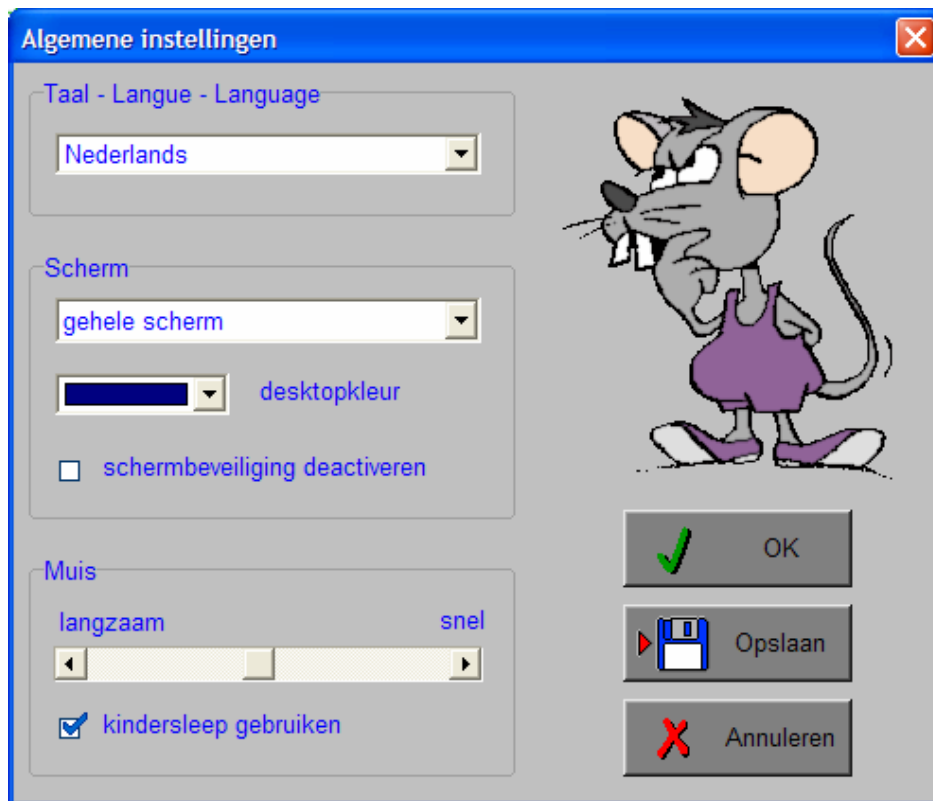 Algemene instellingen
Taal - Langue - Language
Nederlands
Scherm
gehele scherm
desktopkleur
schermbeveiliging deactiveren
Muis
langzaam snel
kindersleep gebruiken
OK
Opslaan
Annuleren